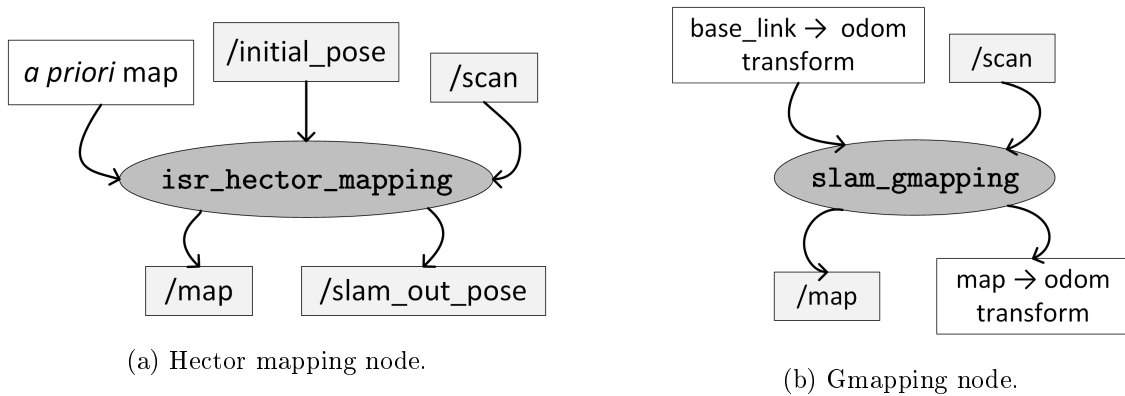 a priori map
/initial_pose
/scan
isr_hector_mapping
/map
/slam_out_pose
(a) Hector mapping node.
base_link → odom
transform
/scan
slam_gmapping
/map
map → odom
transform
(b) Gmapping node.